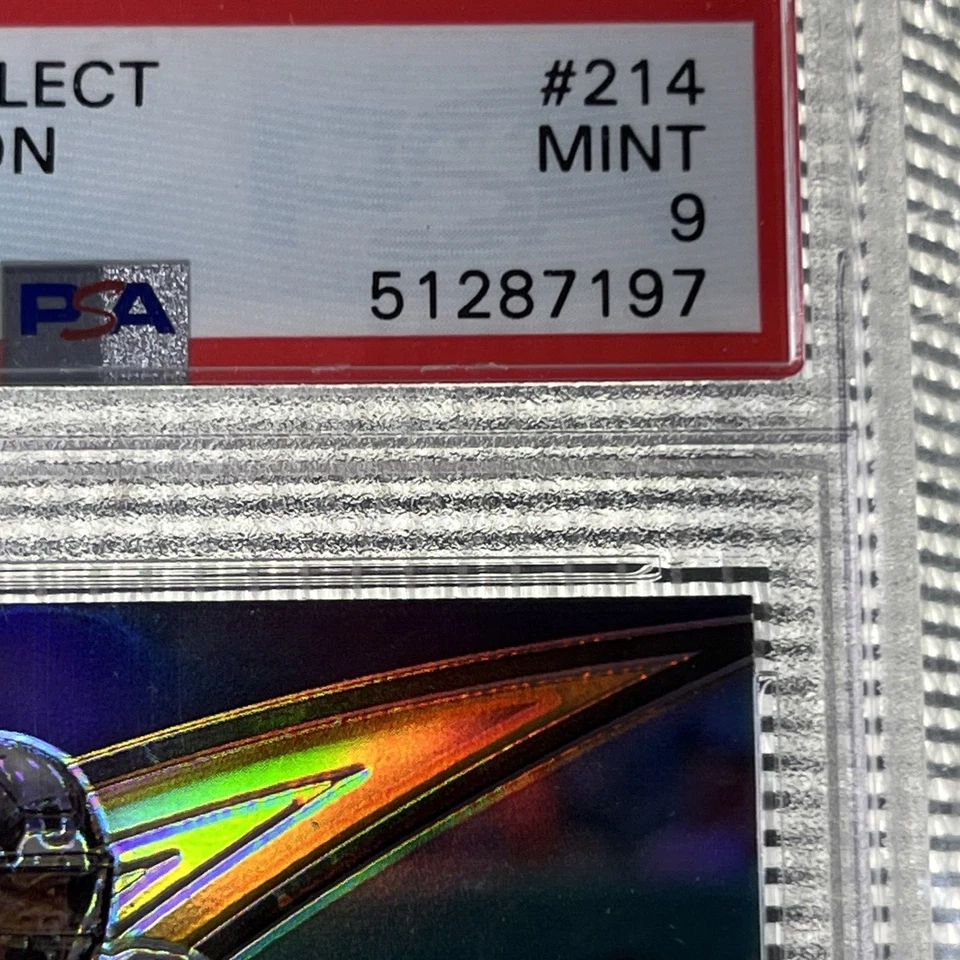 LECT #214
ON MINT
9
PSA 51287197